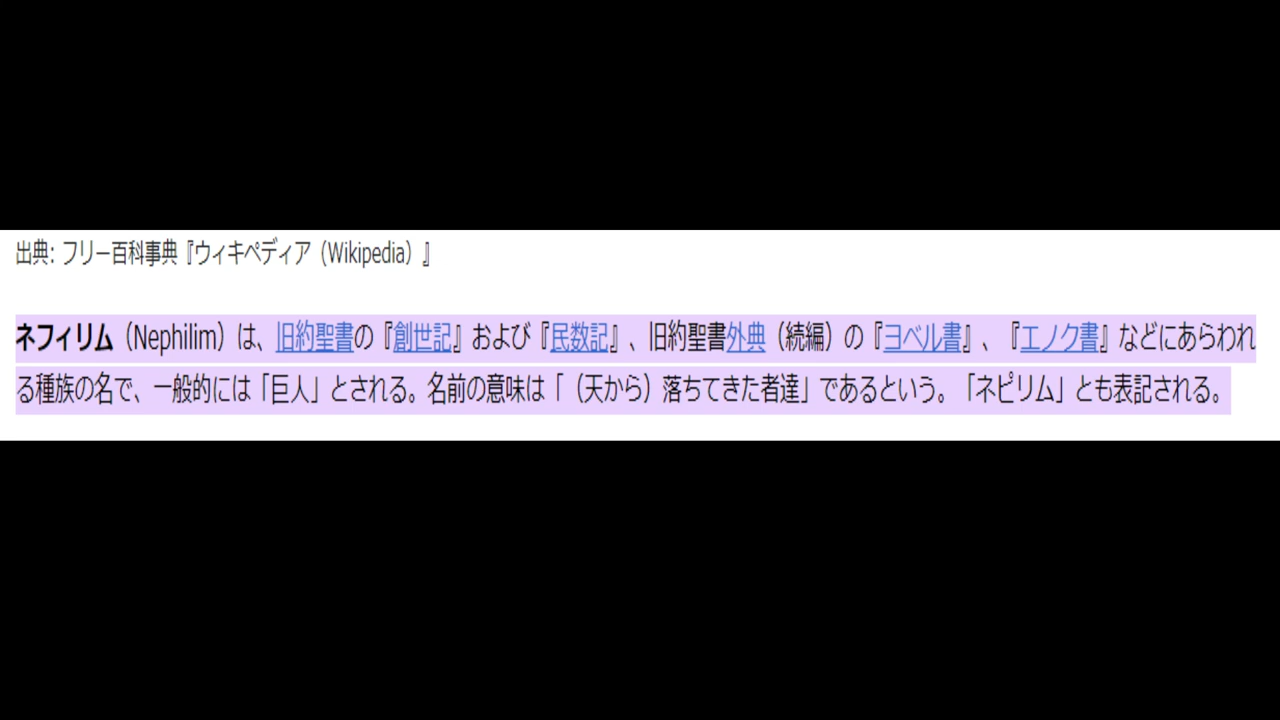 出典: フリー百科事典『ウィキペディア（Wikipedia）』
ネフィリム（Nephilim）は、旧約聖書の『創世記』および『民数記』、旧約聖書外典（続編）の『ヨベル書』、『エノク書』などにあらわれ
る種族の名で、一般的には「巨人」とされる。名前の意味は「（天から）落ちてきた者達」であるという。「ネピリム」とも表記される。